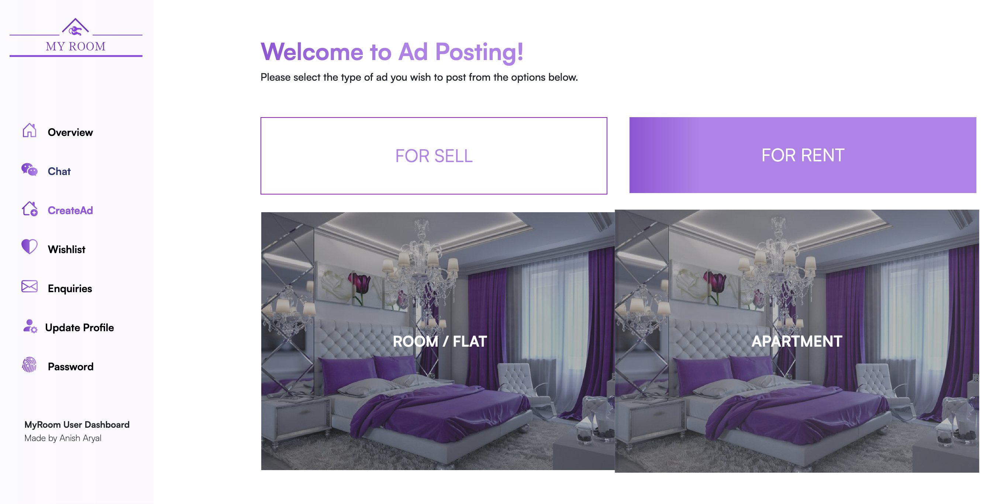 MY ROOM
Overview
Chat
CreateAd
Wishlist
Enquiries
Update Profile
Password
MyRoom User Dashboard
Made by Anish Aryal
Welcome to Ad Posting!
Please select the type of ad you wish to post from the options below.
FOR SELL
FOR RENT
ROOM / FLAT
APARTMENT